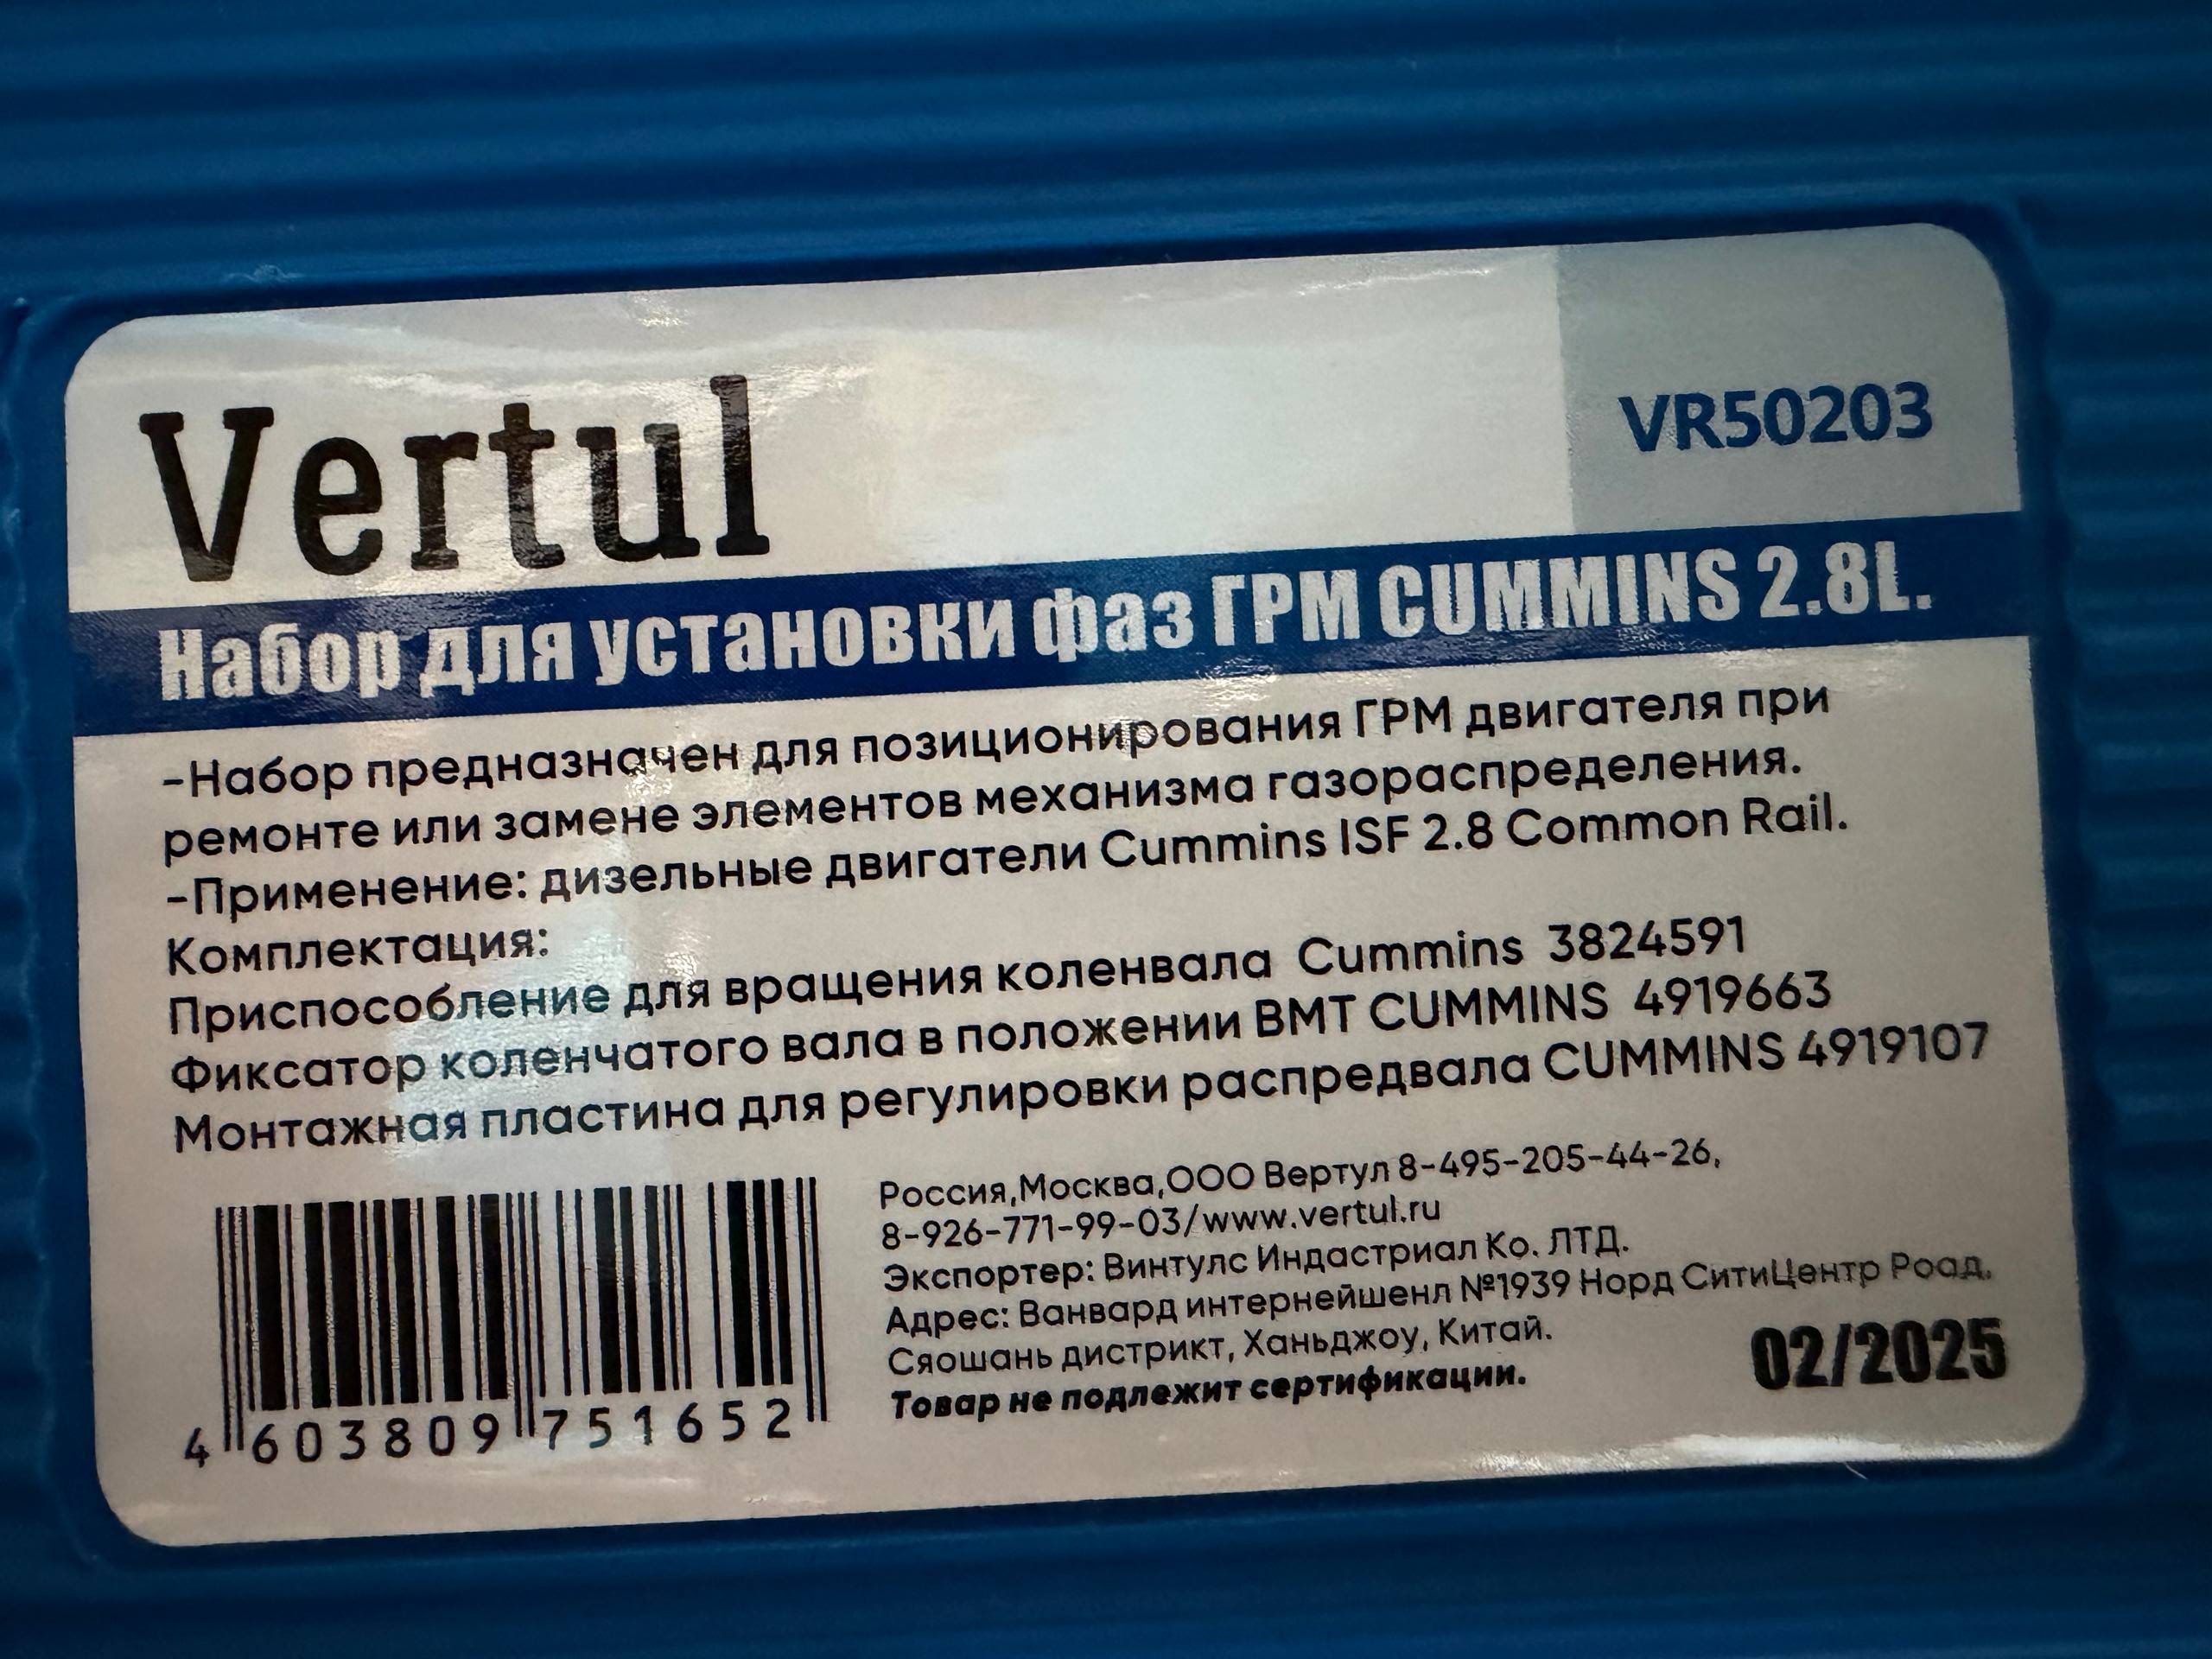 Vertul
VR50203
Набор для установки фаз ГРМ CUMMINS 2.8L.
-Набор предназначен для позиционирования ГРМ двигателя при
ремонте или замене элементов механизма газораспределения.
-Применение: дизельные двигатели Cummins ISF 2.8 Common Rail.
Комплектация:
Приспособление для вращения коленвала Cummins 3824591
Фиксатор коленчатого вала в положении ВМТ CUMMINS 4919663
Монтажная пластина для регулировки распредвала CUMMINS 4919107
Россия,Москва,ООО Вертул 8-495-205-44-26,
8-926-771-99-03/www.vertul.ru
Экспортер: Винтулс Индастриал Ко. ЛТД.
Адрес: Ванвард интернейшенл №1939 Норд СитиЦентр Роад,
Сяошань дистрикт, Ханьджоу, Китай.
Товар не подлежит сертификации.
02/2025
4 603809 751652